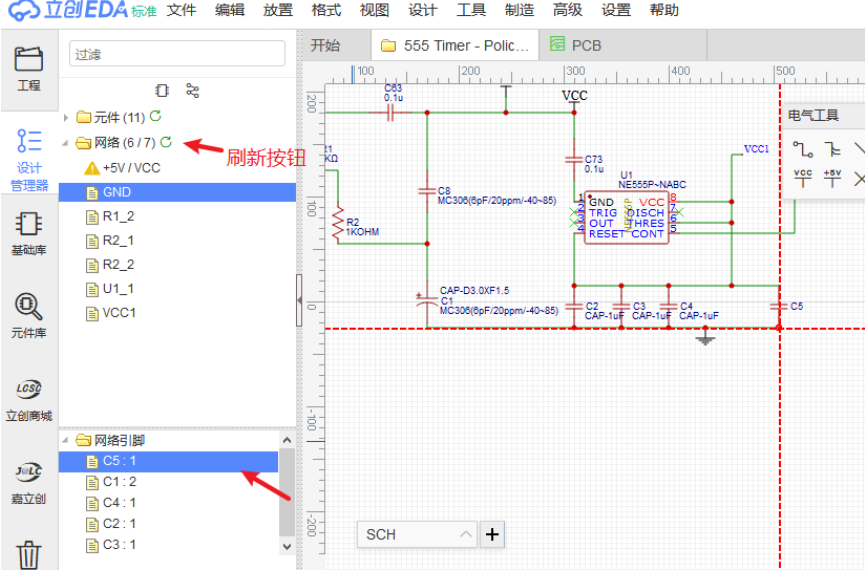 立创EDA 标准 文件 编辑 放置 格式 视图 设计 工具 制造 高级 设置 帮助
工程
设计
管理器
基础库
元件库
LCSC
立创商城
JLC
嘉立创
过滤
元件 (11)
网络 (6 / 7)
刷新按钮
+5V / VCC
GND
R1_2
R2_1
R2_2
U1_1
VCC1
网络引脚
C5 : 1
C1 : 2
C4 : 1
C2 : 1
C3 : 1
开始 555 Timer - Polic... PCB
100 200 300 400 500
200
100
0
-100
-200
C63
0.1u
VCC
C73
0.1u
KΩ
R2
1KOHM
C8
MC306(6pF/20ppm/-40~85)
CAP-D3.0XF1.5
C1
MC306(6pF/20ppm/-40~85)
U1
NE555P~NABC
NE555P
1 GND VCC 8
2 TRIG DISCH 7
3 OUT THRES 6
4 RESET CONT 5
VCC1
C2
CAP-1uF
C3
CAP-1uF
C4
CAP-1uF
C5
电气工具
VCC +5V
SCH